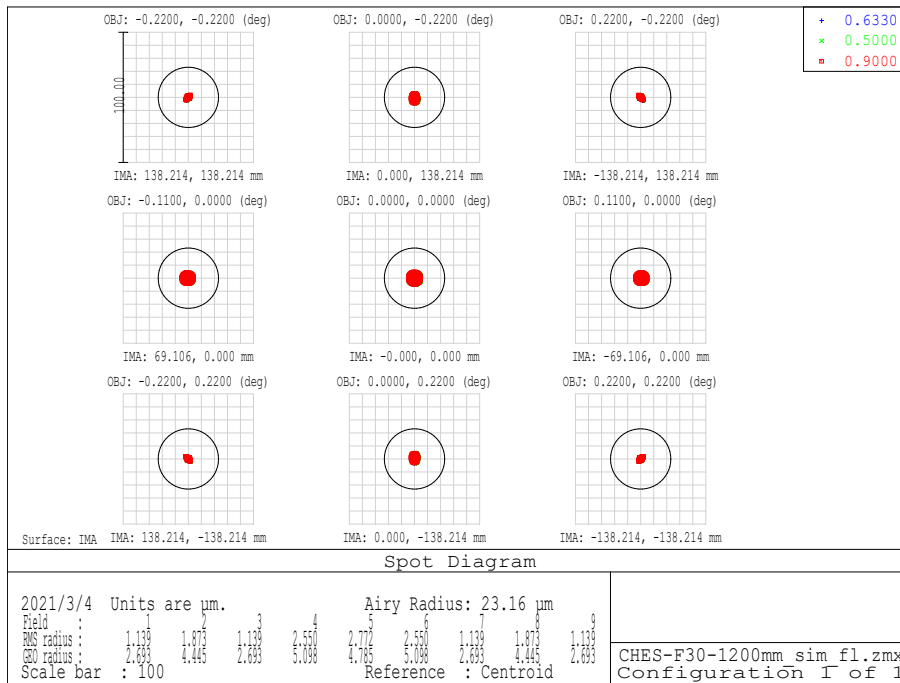 OBJ: -0.2200, -0.2200 (deg) OBJ: 0.0000, -0.2200 (deg) OBJ: 0.2200, -0.2200 (deg)
+ 0.6330
× 0.5000
0.9000
100.00
IMA: 138.214, 138.214 mm IMA: 0.000, 138.214 mm IMA: -138.214, 138.214 mm
OBJ: -0.1100, 0.0000 (deg) OBJ: 0.0000, 0.0000 (deg) OBJ: 0.1100, 0.0000 (deg)
IMA: 69.106, 0.000 mm IMA: -0.000, 0.000 mm IMA: -69.106, 0.000 mm
OBJ: -0.2200, 0.2200 (deg) OBJ: 0.0000, 0.2200 (deg) OBJ: 0.2200, 0.2200 (deg)
Surface: IMA IMA: 138.214, -138.214 mm IMA: 0.000, -138.214 mm IMA: -138.214, -138.214 mm
Spot Diagram
2021/3/4 Units are µm. Airy Radius: 23.16 µm
Field : 1 2 3 4 5 6 7 8 9
RMS radius : 1.139 1.873 1.139 2.550 2.772 2.550 1.139 1.873 1.139
GEO radius : 2.693 4.445 2.693 5.098 4.785 5.098 2.693 4.445 2.693
Scale bar : 100 Reference : Centroid
CHES-F30-1200mm_sim_fl.zmx
Configuration 1 of 1